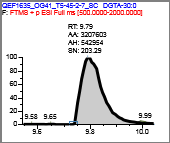 QEF1635_OG41_T5-45-2-7_SC DGTA-30:0
F: FTMS + p ESI Full ms [500.0000-2000.0000]
RT: 9.79
AA: 3207603
AH: 542954
SN: 203.29
100
80
60
40
20
0
9.58 9.65 9.99
9.6 9.8 10.0